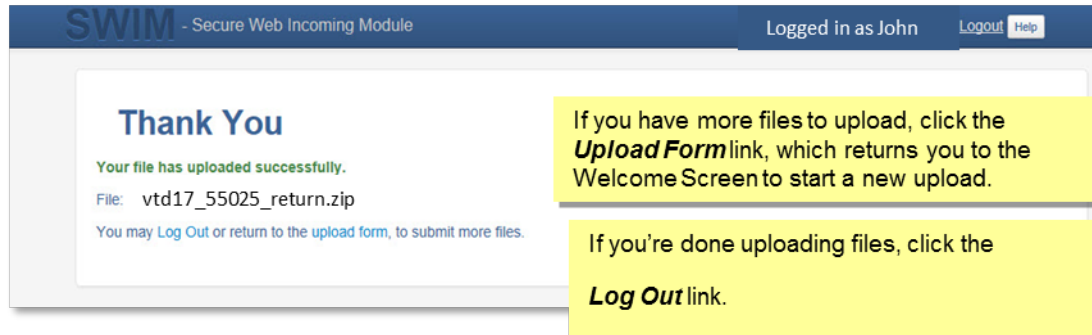 SWIM - Secure Web Incoming Module
Logged in as John
Logout Help
Thank You
Your file has uploaded successfully.
File: vtd17_55025_return.zip
You may Log Out or return to the upload form, to submit more files.
If you have more files to upload, click the
Upload Form link, which returns you to the
Welcome Screen to start a new upload.
If you’re done uploading files, click the
Log Out link.